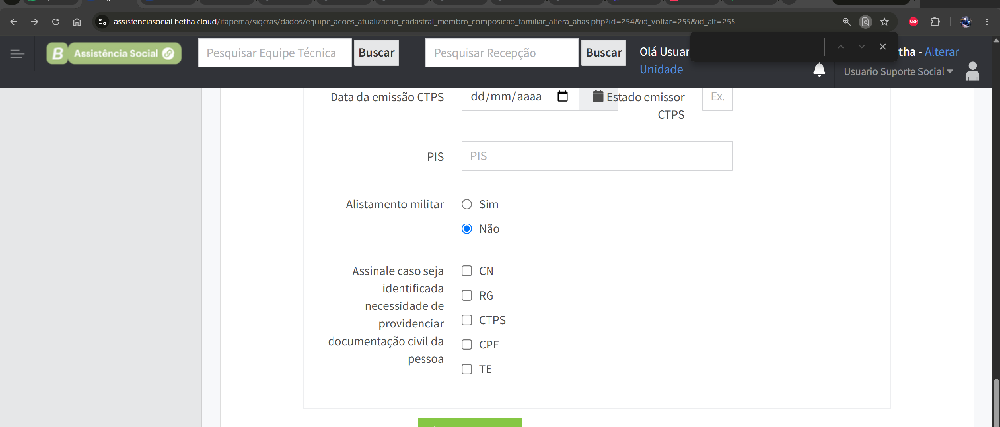 assistenciasocial.betha.cloud/itapema/sigcras/dados/equipe_acoes_atualizacao_cadastral_membro_composicao_familiar_altera_abas.php?id=254&id_voltar=255&id_alt=255
ABP
B Assistência Social
Pesquisar Equipe Técnica
Buscar
Pesquisar Recepção
Buscar
Olá Usuar
tha - Alterar
Unidade
Usuario Suporte Social
Data da emissão CTPS
dd/mm/aaaa
Estado emissor
CTPS
Ex.
PIS
PIS
Alistamento militar
Sim
Não
Assinale caso seja
identificada
necessidade de
providenciar
documentação civil da
pessoa
CN
RG
CTPS
CPF
TE